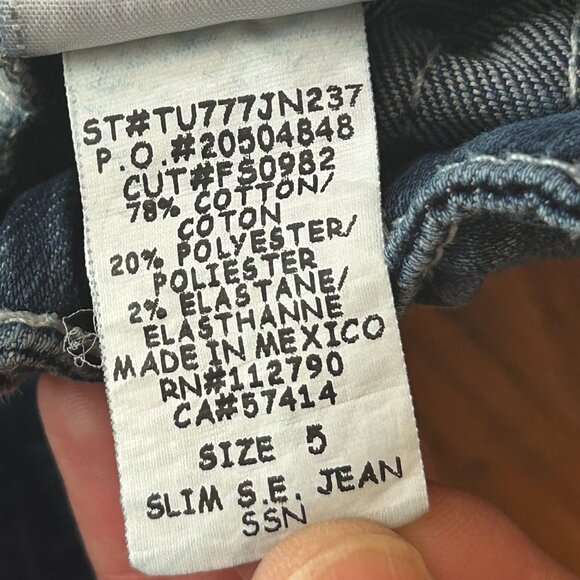 ST#TU777JN237
P.O.#20504848
CUT#FS0982
78% COTTON/
COTON
20% POLYESTER/
POLIESTER
2% ELASTANE/
ELASTHANNE
MADE IN MEXICO
RN#112790
CA#57414
SIZE 5
SLIM S.E. JEAN
SSN